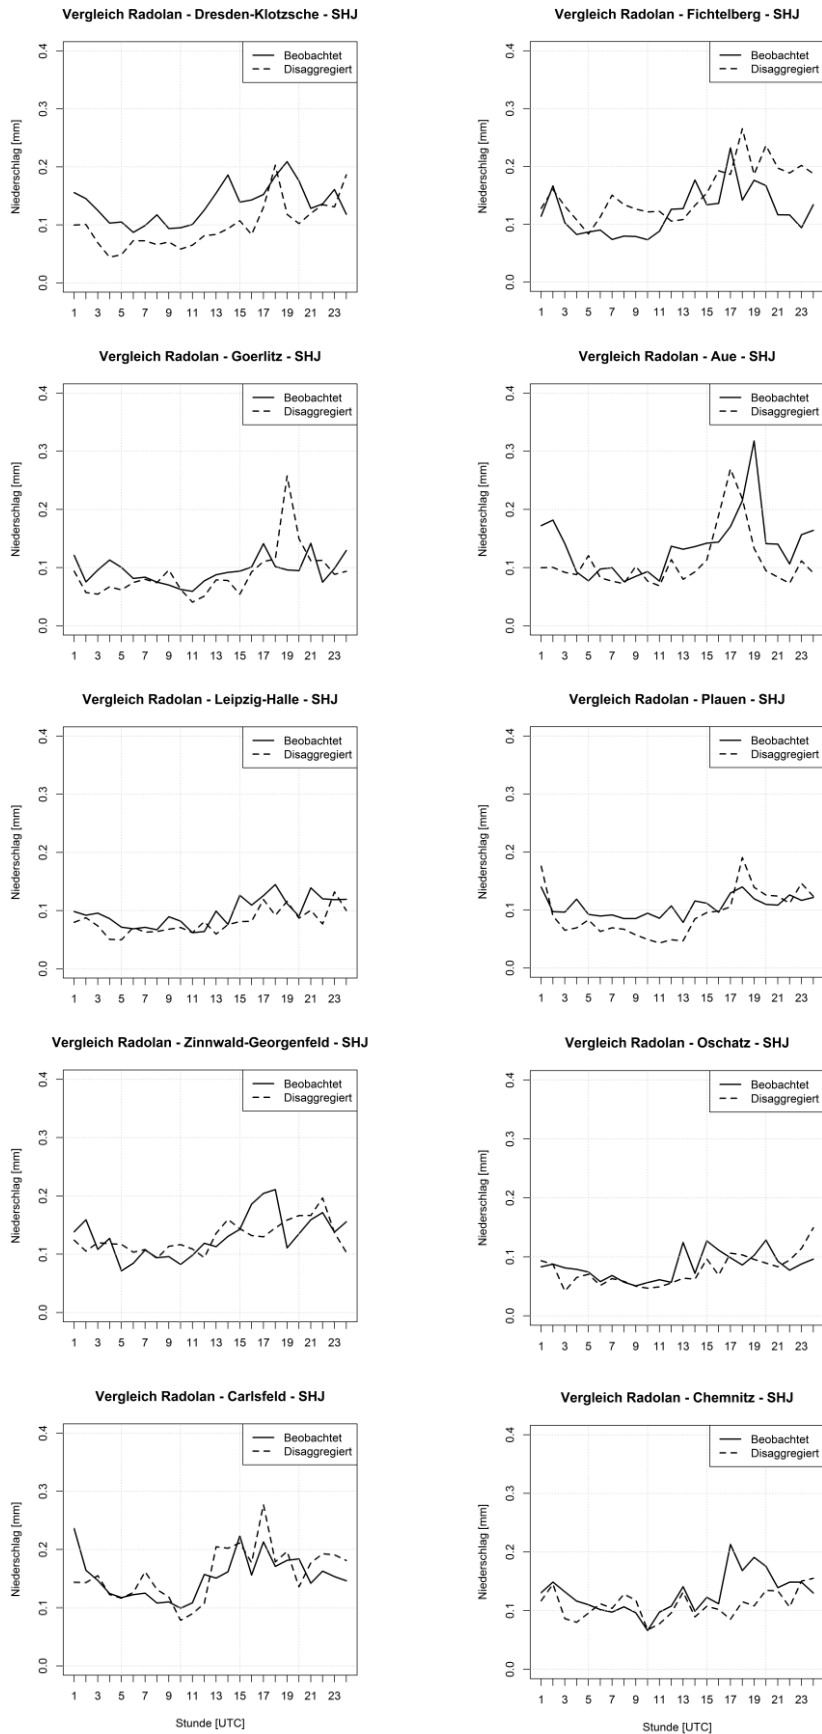 Vergleich Radolan - Dresden-Klotzsche - SHJ
Niederschlag [mm]
0.0 0.1 0.2 0.3 0.4
Beobachtet
Disaggregiert
1 3 5 7 9 11 13 15 17 19 21 23
Vergleich Radolan - Fichtelberg - SHJ
Niederschlag [mm]
0.0 0.1 0.2 0.3 0.4
Beobachtet
Disaggregiert
1 3 5 7 9 11 13 15 17 19 21 23
Vergleich Radolan - Goerlitz - SHJ
Niederschlag [mm]
0.0 0.1 0.2 0.3 0.4
Beobachtet
Disaggregiert
1 3 5 7 9 11 13 15 17 19 21 23
Vergleich Radolan - Aue - SHJ
Niederschlag [mm]
0.0 0.1 0.2 0.3 0.4
Beobachtet
Disaggregiert
1 3 5 7 9 11 13 15 17 19 21 23
Vergleich Radolan - Leipzig-Halle - SHJ
Niederschlag [mm]
0.0 0.1 0.2 0.3 0.4
Beobachtet
Disaggregiert
1 3 5 7 9 11 13 15 17 19 21 23
Vergleich Radolan - Plauen - SHJ
Niederschlag [mm]
0.0 0.1 0.2 0.3 0.4
Beobachtet
Disaggregiert
1 3 5 7 9 11 13 15 17 19 21 23
Vergleich Radolan - Zinnwald-Georgenfeld - SHJ
Niederschlag [mm]
0.0 0.1 0.2 0.3 0.4
Beobachtet
Disaggregiert
1 3 5 7 9 11 13 15 17 19 21 23
Vergleich Radolan - Oschatz - SHJ
Niederschlag [mm]
0.0 0.1 0.2 0.3 0.4
Beobachtet
Disaggregiert
1 3 5 7 9 11 13 15 17 19 21 23
Vergleich Radolan - Carlsfeld - SHJ
Niederschlag [mm]
0.0 0.1 0.2 0.3 0.4
Beobachtet
Disaggregiert
1 3 5 7 9 11 13 15 17 19 21 23
Stunde [UTC]
Vergleich Radolan - Chemnitz - SHJ
Niederschlag [mm]
0.0 0.1 0.2 0.3 0.4
Beobachtet
Disaggregiert
1 3 5 7 9 11 13 15 17 19 21 23
Stunde [UTC]